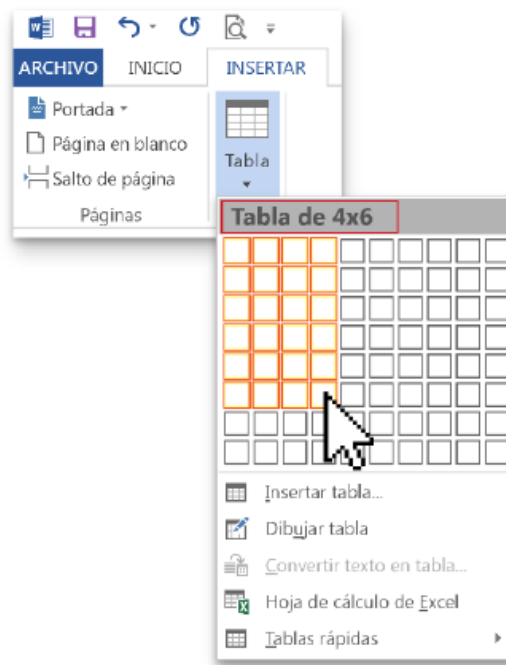 ARCHIVO INICIO INSERTAR
Portada
Página en blanco
Salto de página
Páginas
Tabla
Tabla de 4x6
Insertar tabla...
Dibujar tabla
Convertir texto en tabla...
Hoja de cálculo de Excel
Tablas rápidas